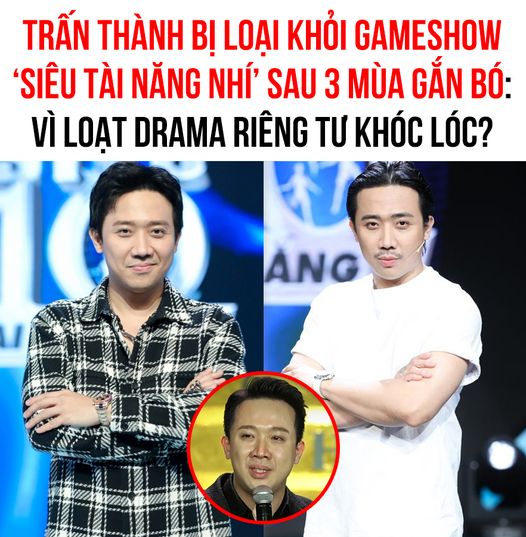 TRẤN THÀNH BỊ LOẠI KHỎI GAMESHOW
‘SIÊU TÀI NĂNG NHÍ’ SAU 3 MÙA GẮN BÓ:
VÌ LOẠT DRAMA RIÊNG TƯ KHÓC LÓC?